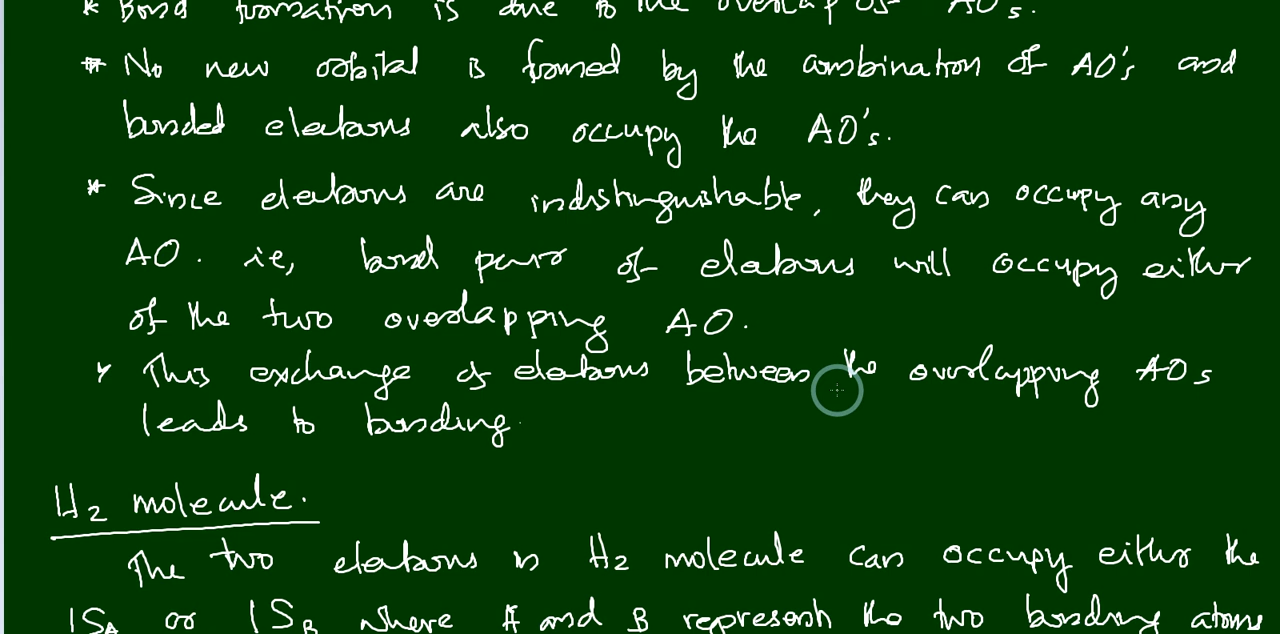 * Bond formation is due to the overlap of AOs.
* No new orbital is formed by the combination of AO's and
bonded electrons also occupy the AO's.
* Since electrons are indistinguishable, they can occupy any
AO. ie, bond pair of electrons will occupy either
of the two overlapping AO.
* This exchange of electrons between the overlapping AOs
leads to bonding.
H2 molecule.
The two electrons in H2 molecule can occupy either the
1SA or 1SB where A and B represent the two bonding atoms